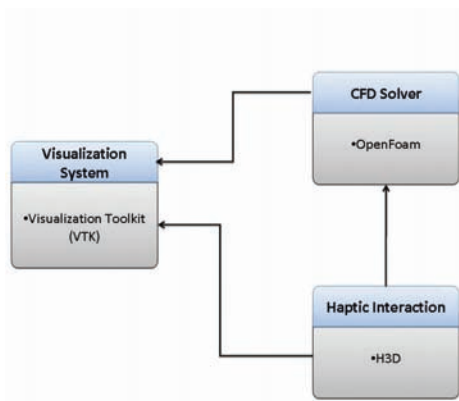 CFD Solver
•OpenFoam
Visualization
System
•Visualization Toolkit
(VTK)
Haptic Interaction
•H3D